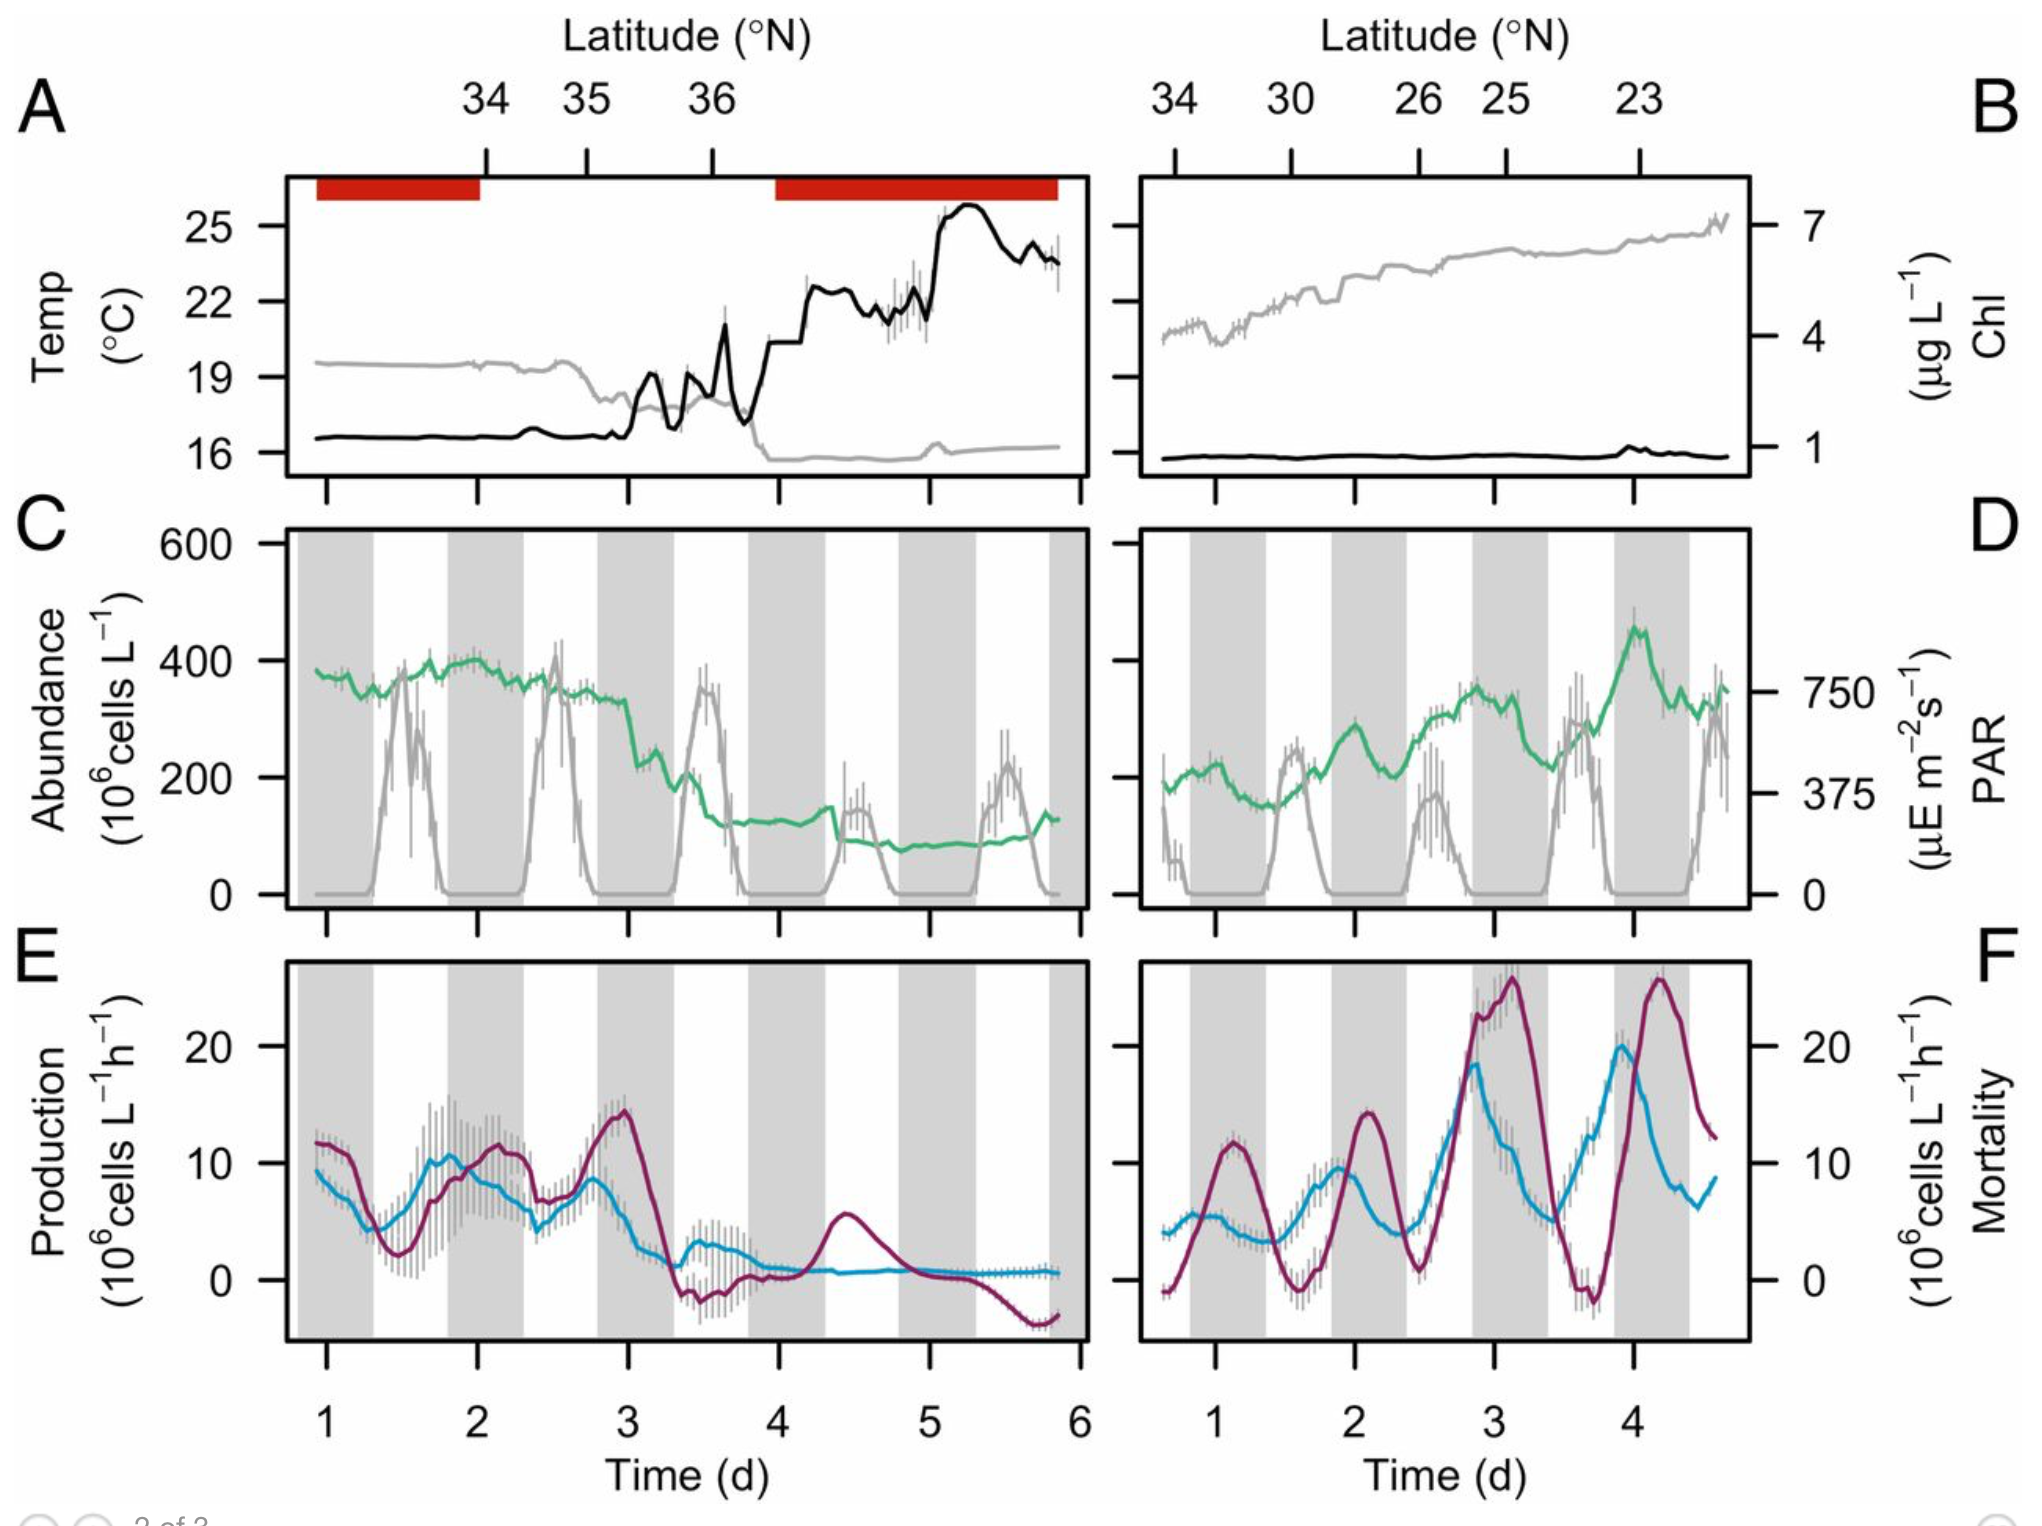 Latitude (°N) Latitude (°N)
A 34 35 36 34 30 26 25 23 B
Temp (°C) 25 22 19 16 7 4 1 (μg L⁻¹) Chl
C D
Abundance (10⁶cells L⁻¹) 600 400 200 0 750 375 0 (μE m⁻²s⁻¹) PAR
E F
Production (10⁶cells L⁻¹h⁻¹) 20 10 0 20 10 0 (10⁶cells L⁻¹h⁻¹) Mortality
1 2 3 4 5 6 1 2 3 4
Time (d) Time (d)